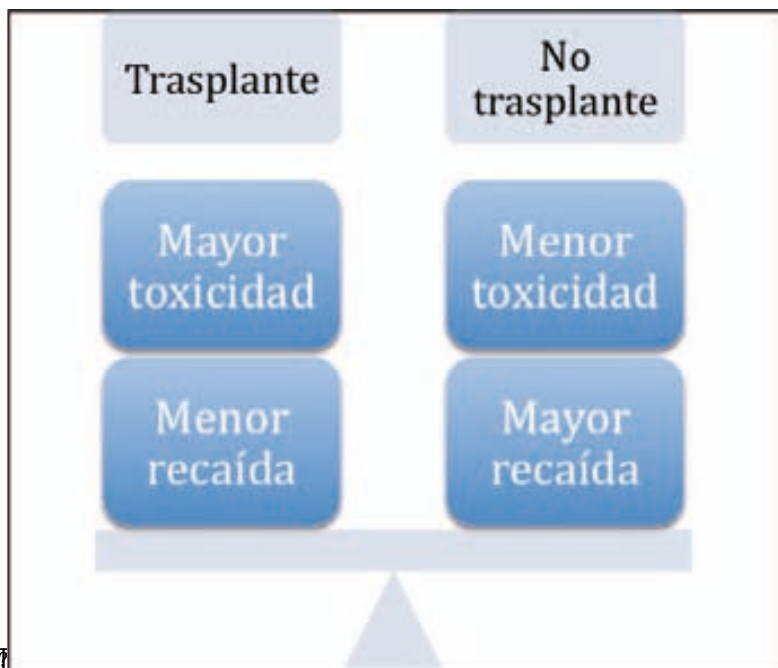 Trasplante
No
trasplante
Mayor
toxicidad
Menor
toxicidad
Menor
recaída
Mayor
recaída